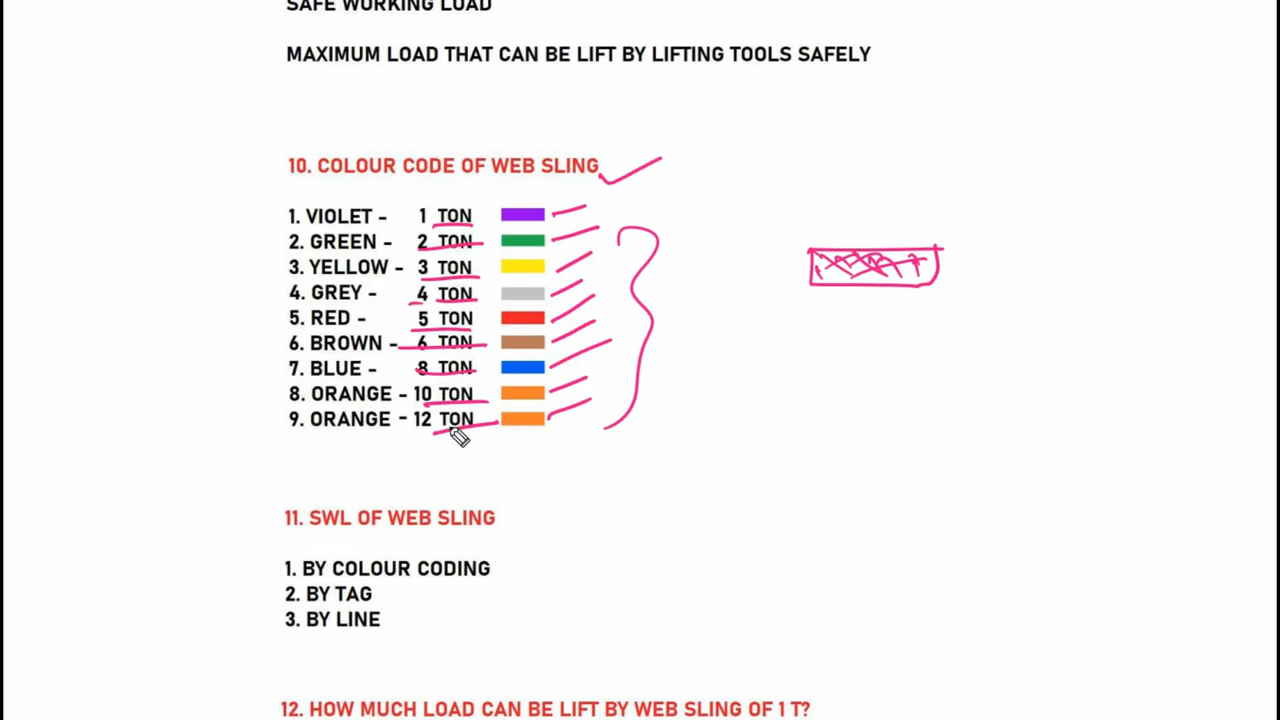 SAFE WORKING LOAD
MAXIMUM LOAD THAT CAN BE LIFT BY LIFTING TOOLS SAFELY
10. COLOUR CODE OF WEB SLING
1. VIOLET - 1 TON
2. GREEN - 2 TON
3. YELLOW - 3 TON
4. GREY - 4 TON
5. RED - 5 TON
6. BROWN - 6 TON
7. BLUE - 8 TON
8. ORANGE - 10 TON
9. ORANGE - 12 TON
11. SWL OF WEB SLING
1. BY COLOUR CODING
2. BY TAG
3. BY LINE
12. HOW MUCH LOAD CAN BE LIFT BY WEB SLING OF 1 T?